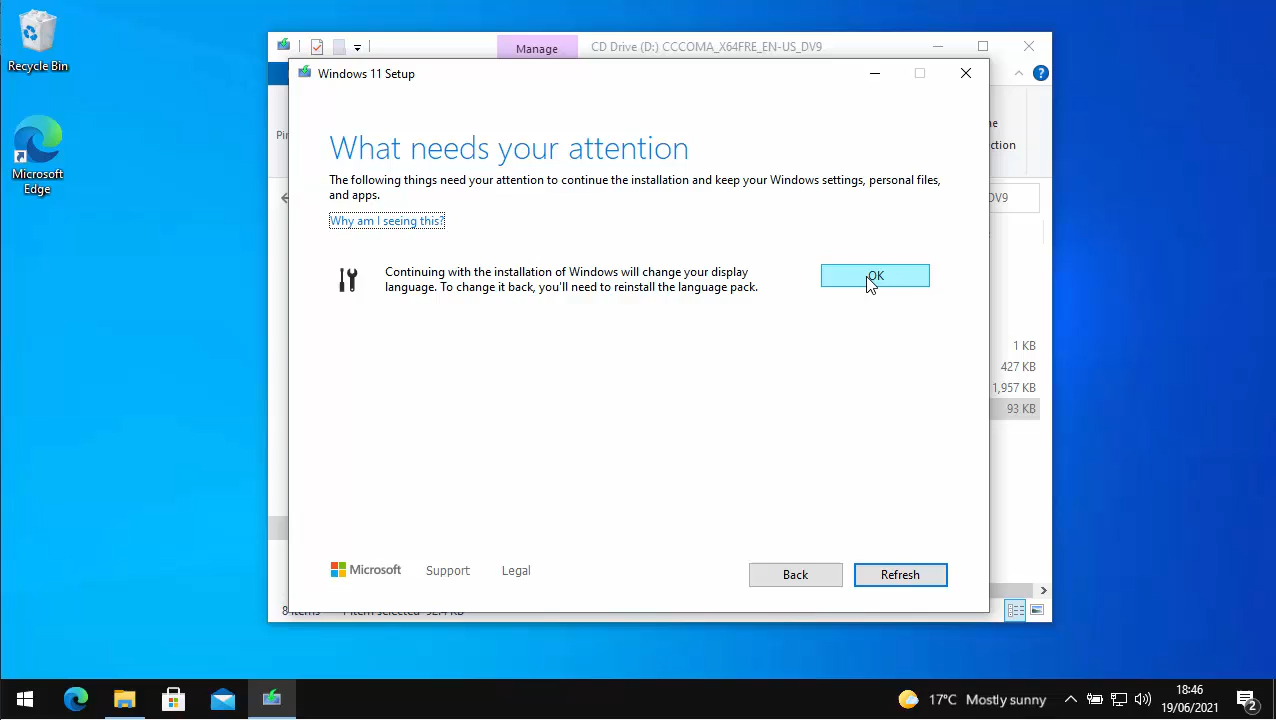 Recycle Bin
Microsoft
Edge
Manage
CD Drive (D:) CCCOMA_X64FRE_EN-US_DV9
Windows 11 Setup
What needs your attention
The following things need your attention to continue the installation and keep your Windows settings, personal files,
and apps.
Why am I seeing this?
Continuing with the installation of Windows will change your display
language. To change it back, you'll need to reinstall the language pack.
OK
DV9
1 KB
427 KB
1,957 KB
93 KB
Microsoft
Support
Legal
Back
Refresh
17°C Mostly sunny
18:46
19/06/2021
2